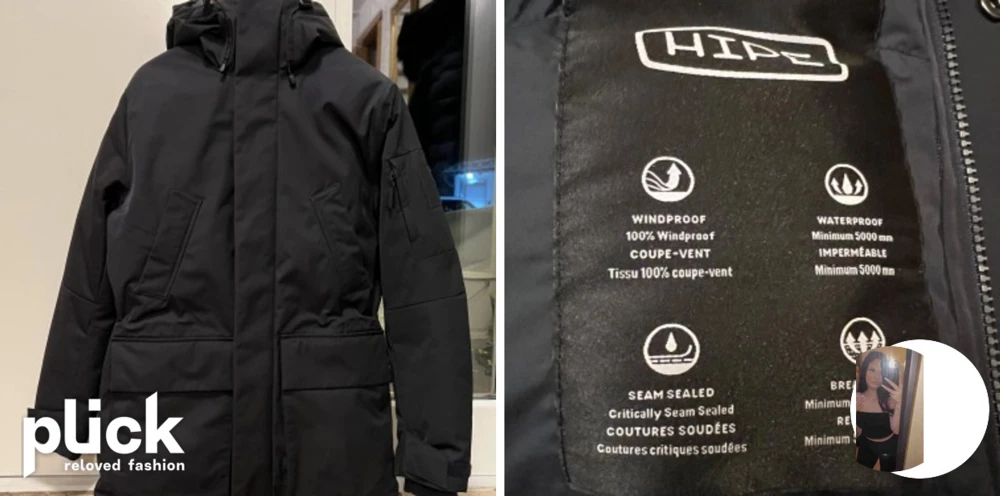 plick
reloved fashion
HIPE
WINDPROOF
100% Windproof
COUPE-VENT
Tissu 100% coupe-vent
WATERPROOF
Minimum 5000 mm
IMPERMÉABLE
Minimum 5000 mm
SEAM SEALED
Critically Seam Sealed
COUTURES SOUDÉES
Coutures critiques soudées
Minimum
Minimum